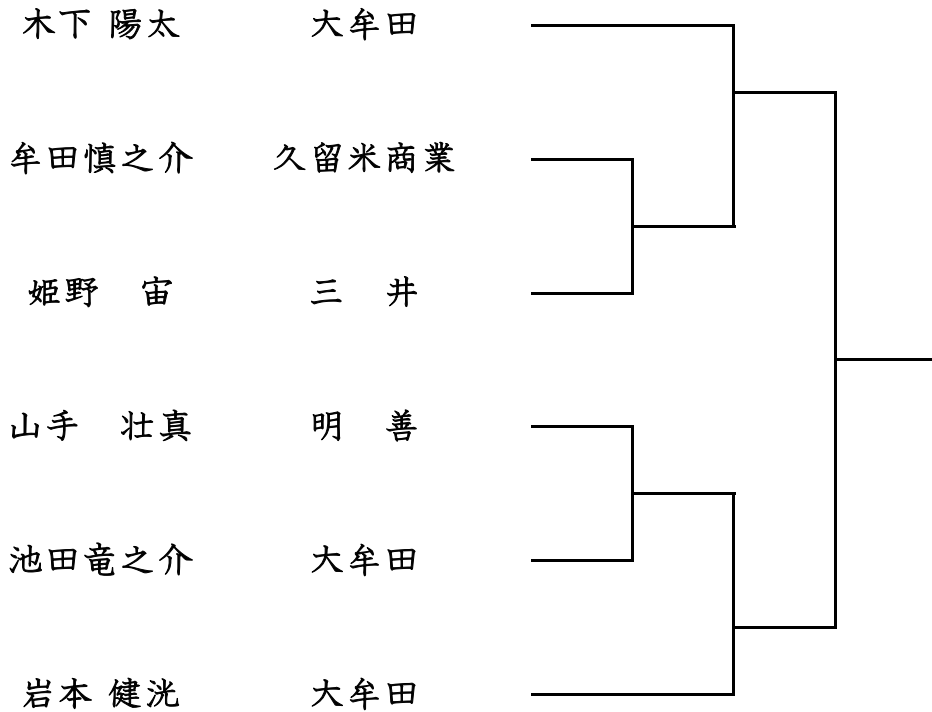 木下 陽太　大牟田
牟田慎之介　久留米商業
姫野　宙　三　井
山手　壮真　明　善
池田竜之介　大牟田
岩本 健洸　大牟田